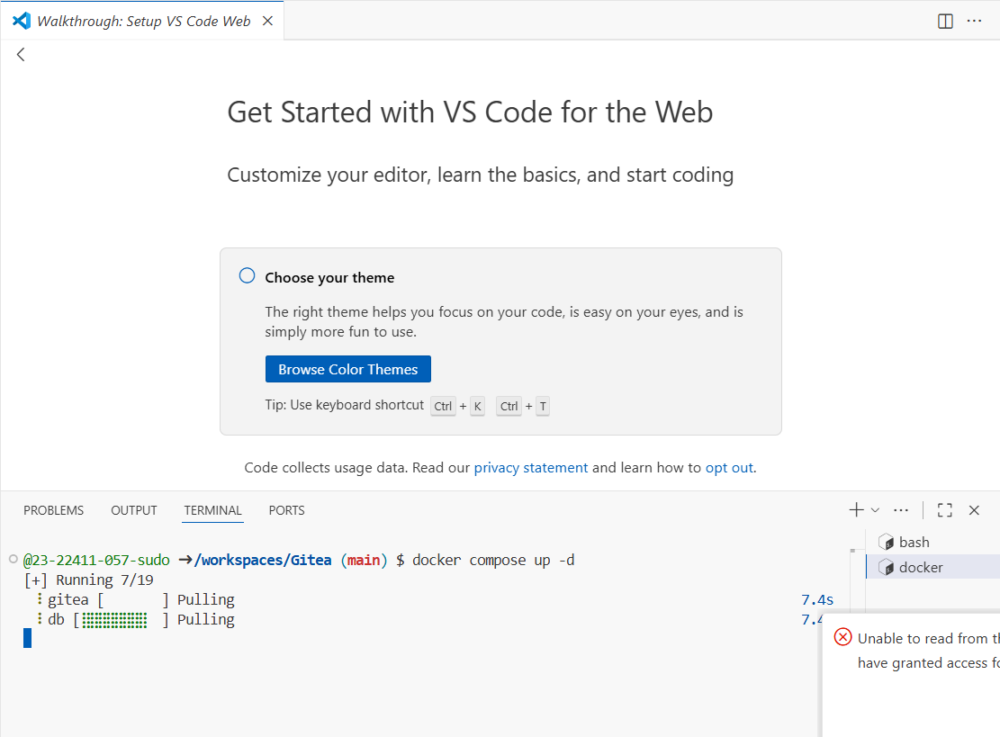 Walkthrough: Setup VS Code Web
Get Started with VS Code for the Web
Customize your editor, learn the basics, and start coding
Choose your theme
The right theme helps you focus on your code, is easy on your eyes, and is
simply more fun to use.
Browse Color Themes
Tip: Use keyboard shortcut Ctrl + K Ctrl + T
Code collects usage data. Read our privacy statement and learn how to opt out.
PROBLEMS OUTPUT TERMINAL PORTS
bash
docker
@23-22411-057-sudo ➜/workspaces/Gitea (main) $ docker compose up -d
[+] Running 7/19
gitea [ ] Pulling 7.4s
db [⣿⣿⣿⣿⣿⣿⣿⣿⣿ ] Pulling 7.4
Unable to read from th
have granted access fo